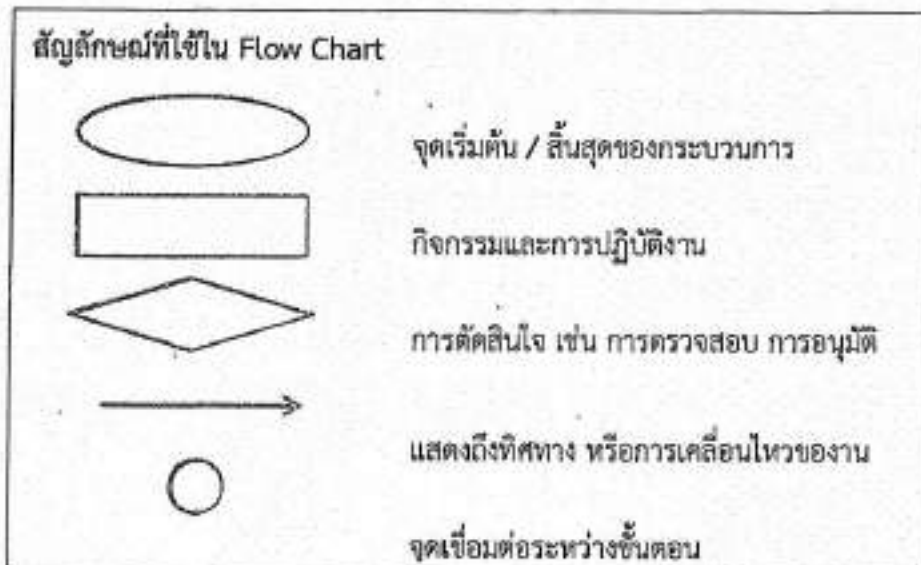 สัญลักษณ์ที่ใช้ใน Flow Chart
จุดเริ่มต้น / สิ้นสุดของกระบวนการ
กิจกรรมและการปฏิบัติงาน
การตัดสินใจ เช่น การตรวจสอบ การอนุมัติ
แสดงถึงทิศทาง หรือการเคลื่อนไหวของงาน
จุดเชื่อมต่อระหว่างขั้นตอน